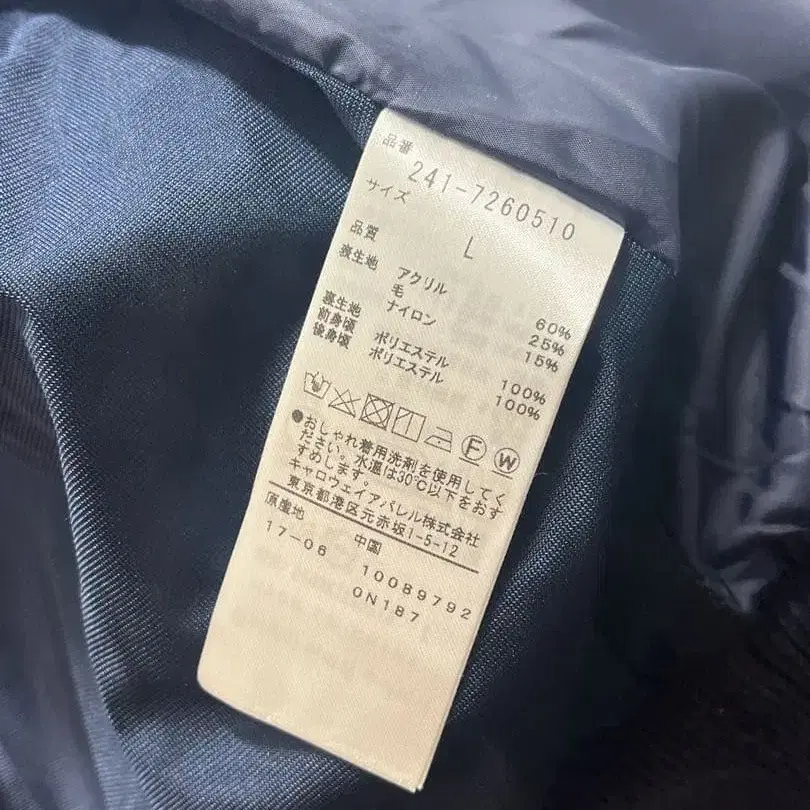 品番
241-7260510
サイズ
L
品質
表生地 アクリル 60%
毛 25%
ナイロン 15%
裏生地
前身頃 ポリエステル 100%
後身頃 ポリエステル 100%
F W
●おしゃれ着用洗剤を使用してく
ださい。水温は30℃以下をおす
すめします。
キャロウェイアパレル株式会社
東京都港区元赤坂1-5-12
原産地 中国
17-06 10089792
0N187